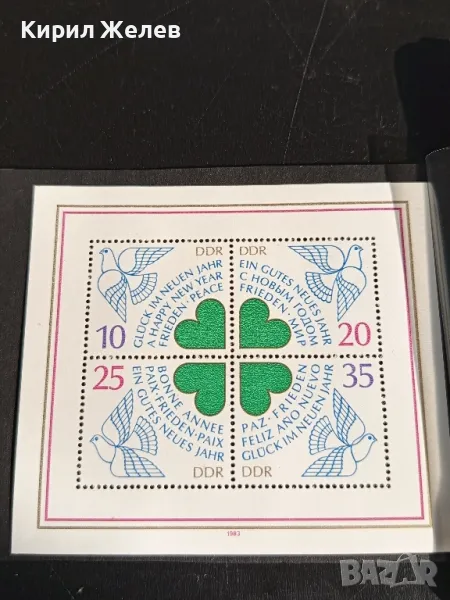 Кирил Желев
DDR
10
GLÜCK IM NEUEN JAHR
A HAPPY NEW YEAR
FRIEDEN · PEACE
DDR
20
EIN GUTES NEUES JAHR
С НОВЫМ ГОДОМ
FRIEDEN · МИР
25
BONNE ANNEE
PAIX·FRIEDEN·PAIX
EIN GUTES NEUES JAHR
DDR
35
PAZ · FRIEDEN
FELIZ AÑO NUEVO
GLÜCK IM NEUEN JAHR
DDR
1983
BAZAR